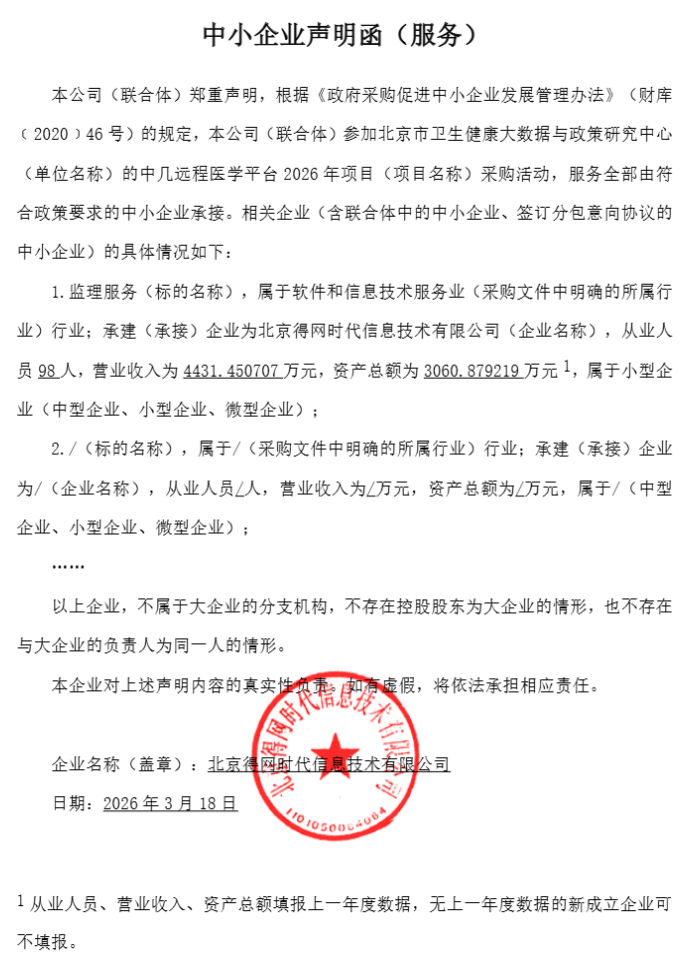 中小企业声明函（服务）
本公司（联合体）郑重声明，根据《政府采购促进中小企业发展管理办法》（财库
﹝2020﹞46 号）的规定，本公司（联合体）参加北京市卫生健康大数据与政策研究中心
（单位名称）的中几远程医学平台 2026 年项目（项目名称）采购活动，服务全部由符
合政策要求的中小企业承接。相关企业（含联合体中的中小企业、签订分包意向协议的
中小企业）的具体情况如下：
1.监理服务（标的名称），属于软件和信息技术服务业（采购文件中明确的所属行
业）行业；承建（承接）企业为北京得网时代信息技术有限公司（企业名称），从业人
员 98 人，营业收入为 4431.450707 万元，资产总额为 3060.879219 万元 1，属于小型企
业（中型企业、小型企业、微型企业）；
2./（标的名称），属于/（采购文件中明确的所属行业）行业；承建（承接）企业
为/（企业名称），从业人员/人，营业收入为/万元，资产总额为/万元，属于/（中型
企业、小型企业、微型企业）；
……
以上企业，不属于大企业的分支机构，不存在控股股东为大企业的情形，也不存在
与大企业的负责人为同一人的情形。
本企业对上述声明内容的真实性负责。如有虚假，将依法承担相应责任。
企业名称（盖章）：北京得网时代信息技术有限公司
日期：2026 年 3 月 18 日
北京得网时代信息技术有限公司
1101050064064
1 从业人员、营业收入、资产总额填报上一年度数据，无上一年度数据的新成立企业可
不填报。